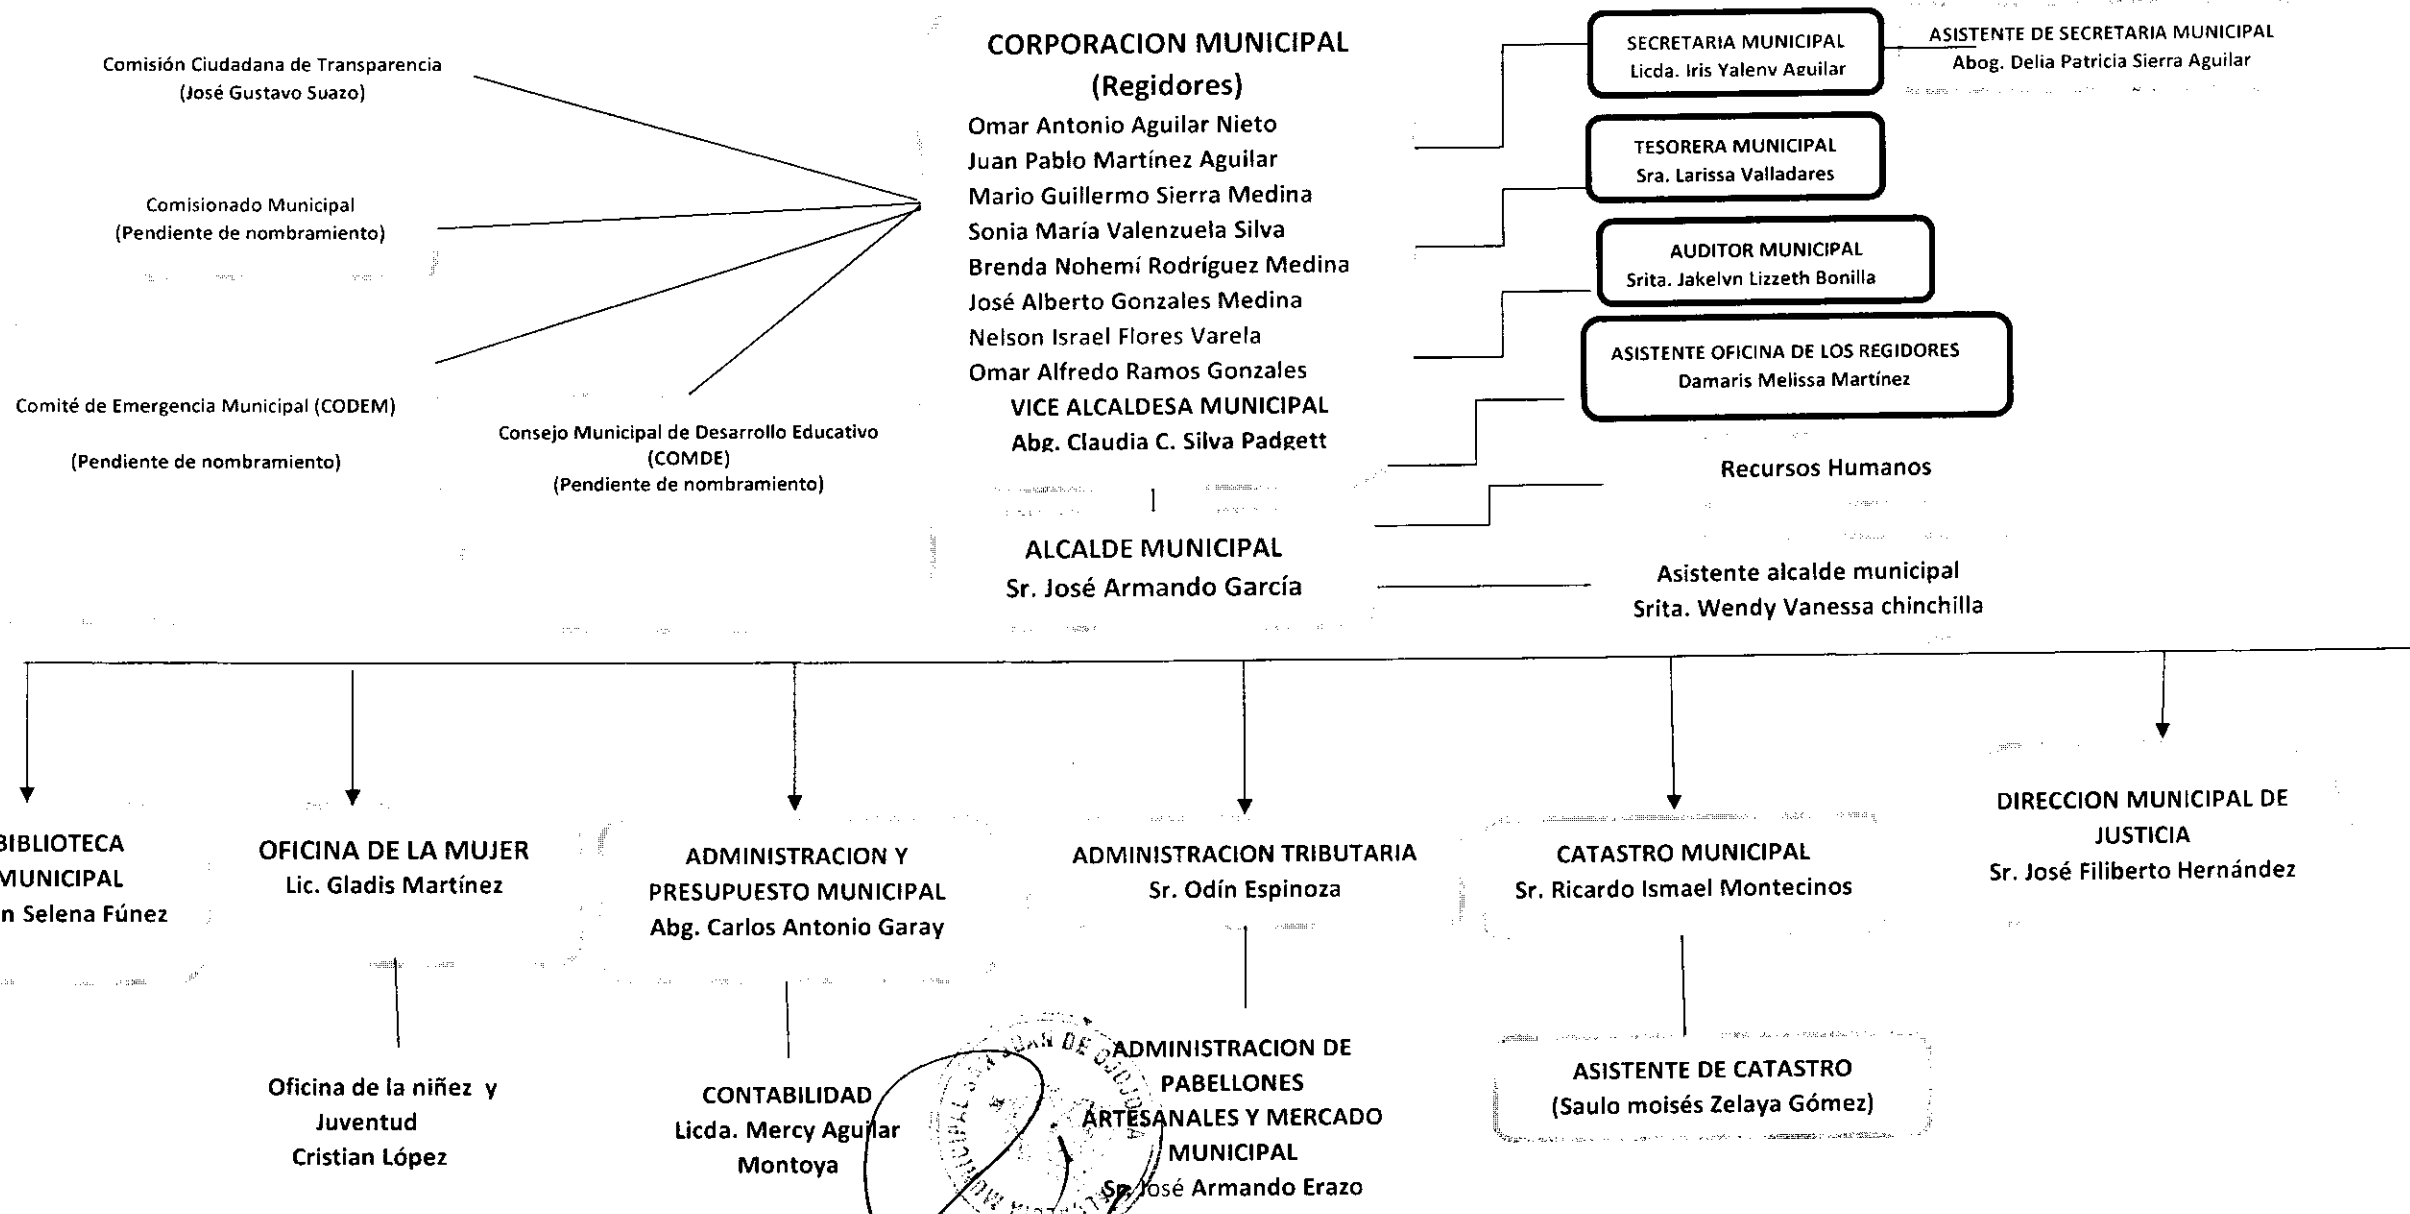 Comisión Ciudadana de Transparencia
(José Gustavo Suazo)
Comisionado Municipal
(Pendiente de nombramiento)
Comité de Emergencia Municipal (CODEM)
(Pendiente de nombramiento)
Consejo Municipal de Desarrollo Educativo
(COMDE)
(Pendiente de nombramiento)
CORPORACION MUNICIPAL
(Regidores)
Omar Antonio Aguilar Nieto
Juan Pablo Martínez Aguilar
Mario Guillermo Sierra Medina
Sonia María Valenzuela Silva
Brenda Nohemí Rodríguez Medina
José Alberto Gonzales Medina
Nelson Israel Flores Varela
Omar Alfredo Ramos Gonzales
VICE ALCALDESA MUNICIPAL
Abg. Claudia C. Silva Padgett
ALCALDE MUNICIPAL
Sr. José Armando García
SECRETARIA MUNICIPAL
Licda. Iris Yaleny Aguilar
ASISTENTE DE SECRETARIA MUNICIPAL
Abog. Delia Patricia Sierra Aguilar
TESORERA MUNICIPAL
Sra. Larissa Valladares
AUDITOR MUNICIPAL
Srita. Jakelyn Lizzeth Bonilla
ASISTENTE OFICINA DE LOS REGIDORES
Damaris Melissa Martínez
Recursos Humanos
Asistente alcalde municipal
Srita. Wendy Vanessa chinchilla
BIBLIOTECA
MUNICIPAL
n Selena Fúnez
OFICINA DE LA MUJER
Lic. Gladis Martínez
Oficina de la niñez y
Juventud
Cristian López
ADMINISTRACION Y
PRESUPUESTO MUNICIPAL
Abg. Carlos Antonio Garay
CONTABILIDAD
Licda. Mercy Aguilar
Montoya
ADMINISTRACION TRIBUTARIA
Sr. Odín Espinoza
ADMINISTRACION DE
PABELLONES
ARTESANALES Y MERCADO
MUNICIPAL
Sr. José Armando Erazo
CATASTRO MUNICIPAL
Sr. Ricardo Ismael Montecinos
ASISTENTE DE CATASTRO
(Saulo moisés Zelaya Gómez)
DIRECCION MUNICIPAL DE
JUSTICIA
Sr. José Filiberto Hernández
MUNICIPAL SAN JUAN DE OJOJONA